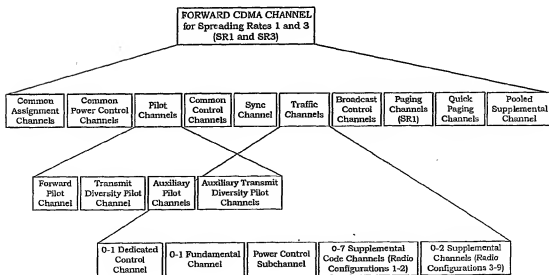 FORWARD CDMA CHANNEL
for Spreading Rates 1 and 3
(SR1 and SR3)
Common
Assignment
Channels
Common
Power Control
Channels
Pilot
Channels
Common
Control
Channels
Sync
Channel
Traffic
Channels
Broadcast
Control
Channels
Paging
Channels
(SR1)
Quick
Paging
Channels
Pooled
Supplemental
Channel
Forward
Pilot
Channel
Transmit
Diversity Pilot
Channel
Auxiliary
Pilot
Channels
Auxiliary Transmit
Diversity Pilot
Channels
0-1 Dedicated
Control
Channel
0-1 Fundamental
Channel
Power Control
Subchannel
0-7 Supplemental
Code Channels (Radio
Configurations 1-2)
0-2 Supplemental
Channels (Radio
Configurations 3-9)